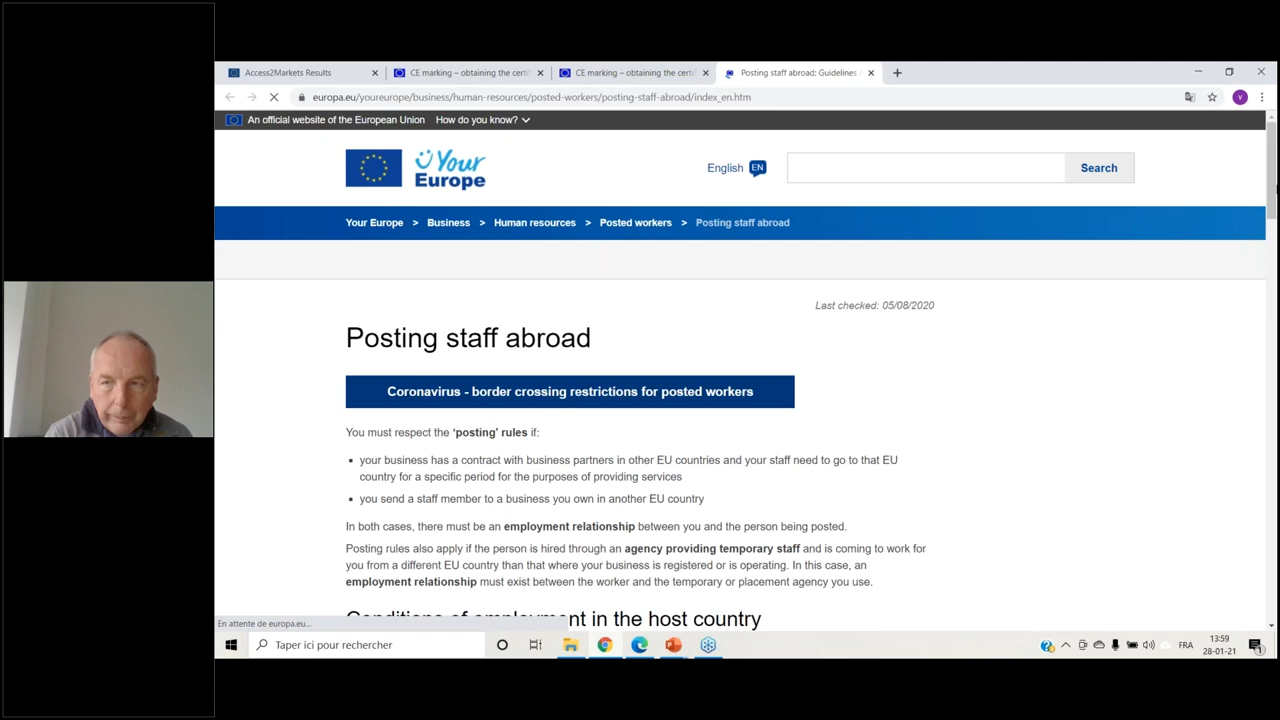 Access2Markets Results
CE marking – obtaining the certif
CE marking – obtaining the certif
Posting staff abroad: Guidelines
europa.eu/youreurope/business/human-resources/posted-workers/posting-staff-abroad/index_en.htm
V
An official website of the European Union How do you know?
Your
Europe
English EN
Search
Your Europe > Business > Human resources > Posted workers > Posting staff abroad
Last checked: 05/08/2020
Posting staff abroad
Coronavirus - border crossing restrictions for posted workers
You must respect the ‘posting’ rules if:
your business has a contract with business partners in other EU countries and your staff need to go to that EU
country for a specific period for the purposes of providing services
you send a staff member to a business you own in another EU country
In both cases, there must be an employment relationship between you and the person being posted.
Posting rules also apply if the person is hired through an agency providing temporary staff and is coming to work for
you from a different EU country than that where your business is registered or is operating. In this case, an
employment relationship must exist between the worker and the temporary or placement agency you use.
Conditions of employment in the host country
En attente de europa.eu...
Taper ici pour rechercher
FRA
13:59
28-01-21